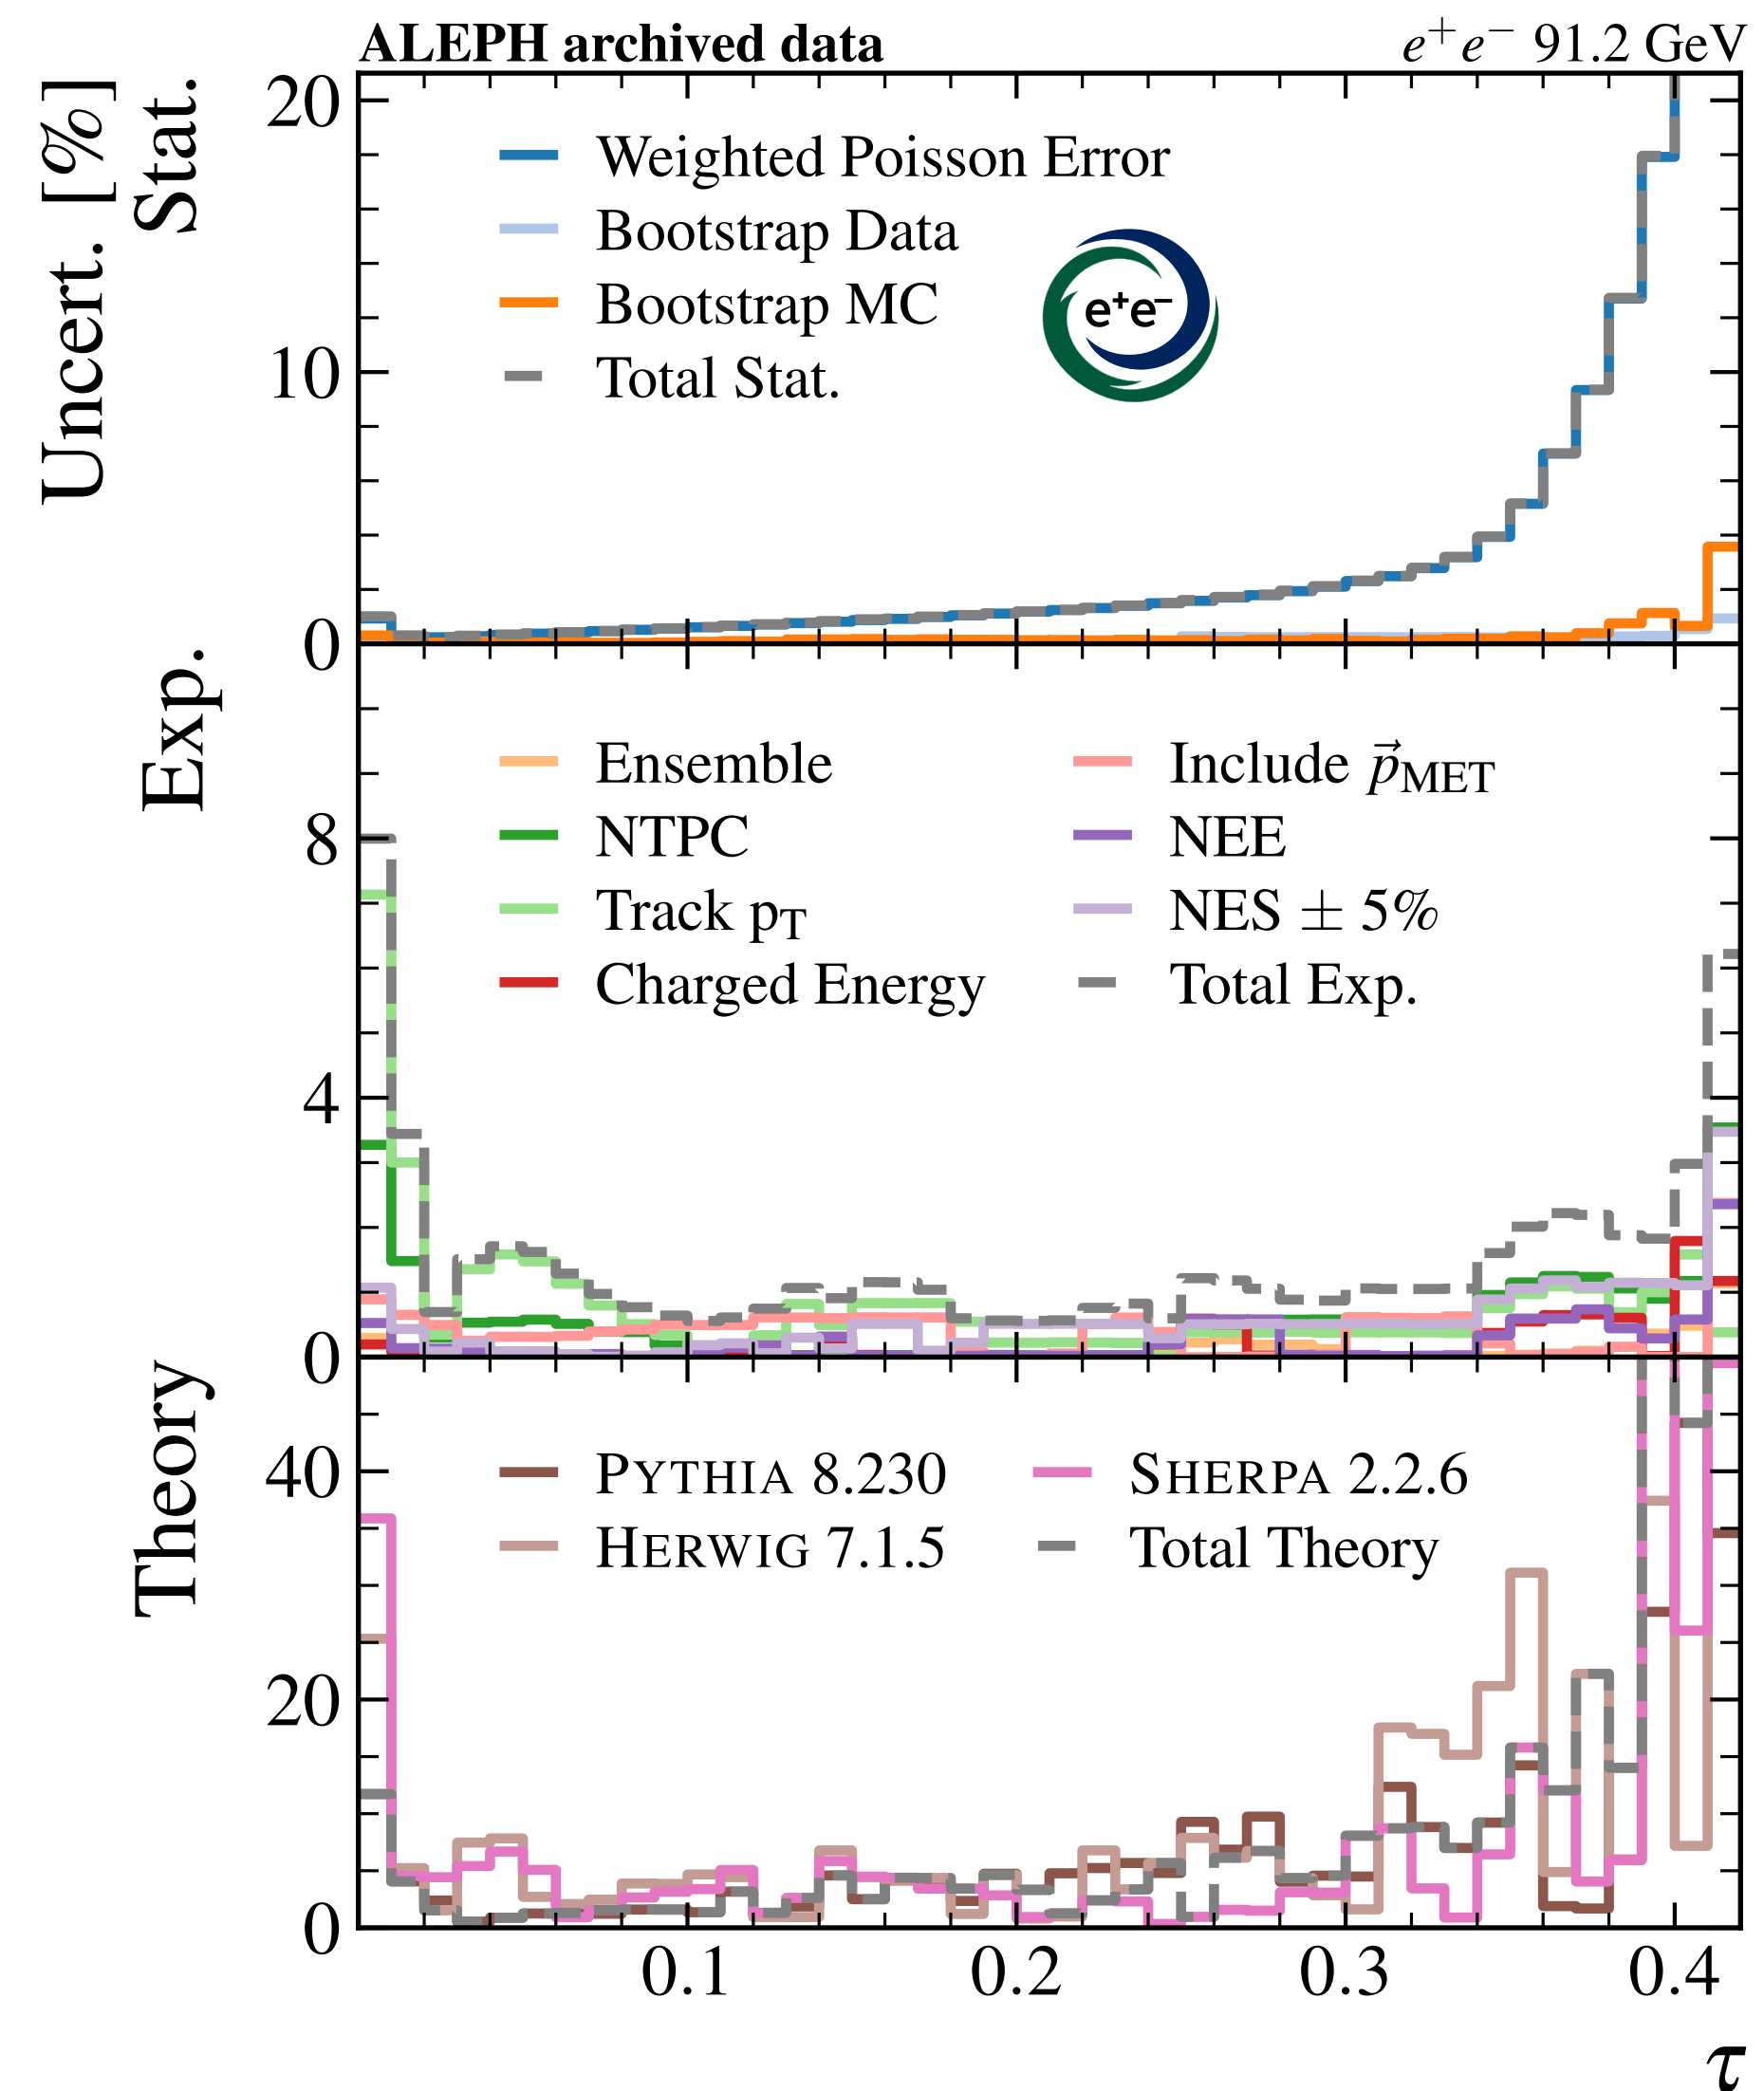 ALEPH archived data
e⁺e⁻ 91.2 GeV
Uncert. [%]
Stat.
20
10
0
Weighted Poisson Error
Bootstrap Data
Bootstrap MC
Total Stat.
e⁺e⁻
Exp.
8
4
0
Ensemble
NTPC
Track p_T
Charged Energy
Include p⃗_MET
NEE
NES ± 5%
Total Exp.
Theory
40
20
0
PYTHIA 8.230
HERWIG 7.1.5
SHERPA 2.2.6
Total Theory
0.1 0.2 0.3 0.4
τ